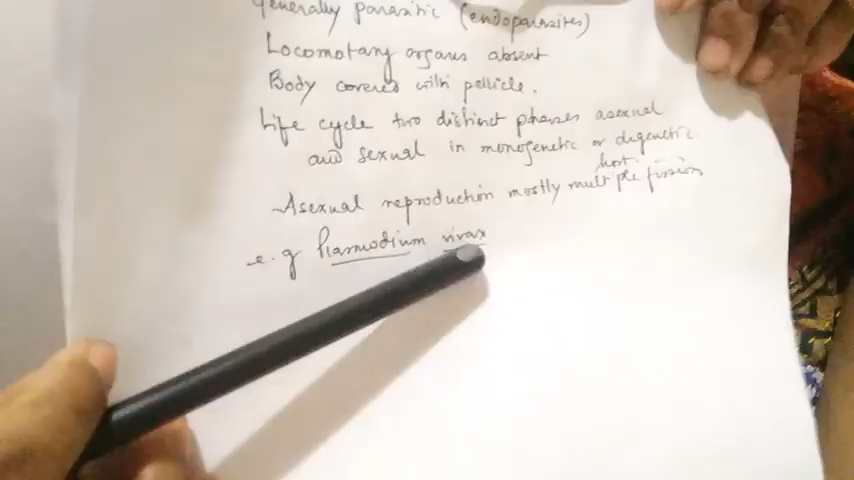 Generally parasitic (endoparasites)
Locomotary organs absent
Body covered with pellicle.
Life cycle two distinct phases asexual
and sexual in monogenetic or digenetic
host
Asexual reproduction mostly multiple fission
e.g Plasmodium vivax